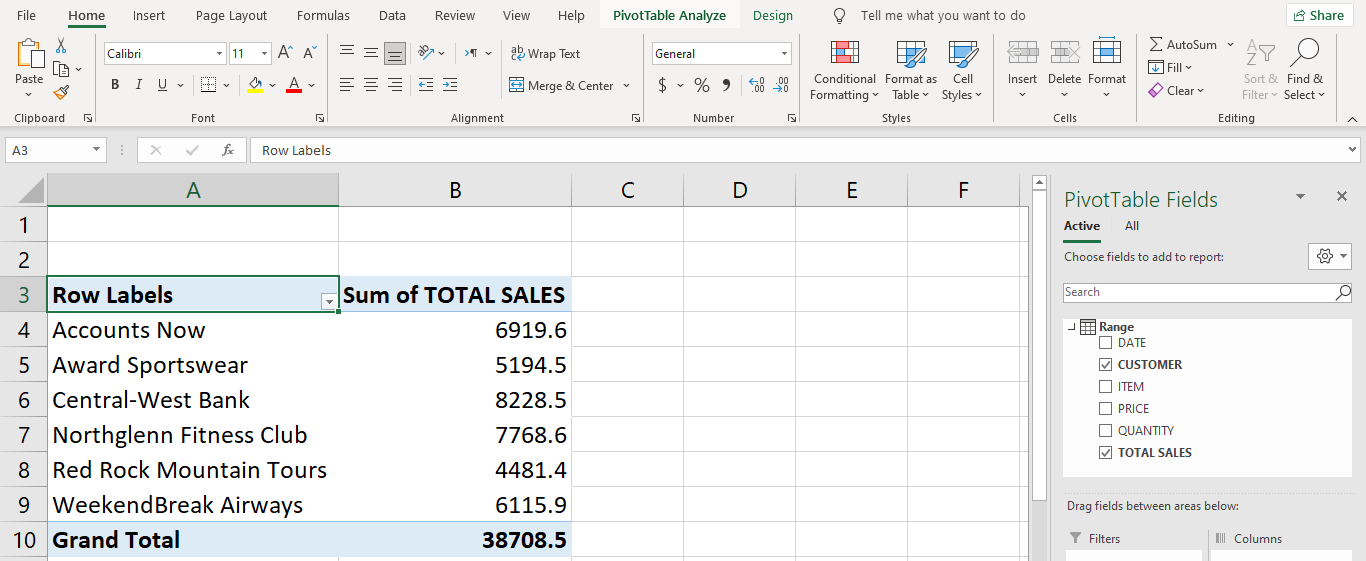 File Home Insert Page Layout Formulas Data Review View Help PivotTable Analyze Design Tell me what you want to do Share
Calibri 11 A A ab Wrap Text General AutoSum
Paste Conditional Format as Cell Insert Delete Format Fill Sort & Find &
B I U A Merge & Center $ % Formatting Table Styles Clear Filter Select
Clipboard Font Alignment Number Styles Cells Editing
A3 fx Row Labels
A B C D E F
PivotTable Fields
Active All
Choose fields to add to report:
Search
Range
DATE
CUSTOMER
ITEM
PRICE
QUANTITY
TOTAL SALES
Drag fields between areas below:
Filters Columns
1
2
3 Row Labels Sum of TOTAL SALES
4 Accounts Now 6919.6
5 Award Sportswear 5194.5
6 Central-West Bank 8228.5
7 Northglenn Fitness Club 7768.6
8 Red Rock Mountain Tours 4481.4
9 WeekendBreak Airways 6115.9
10 Grand Total 38708.5